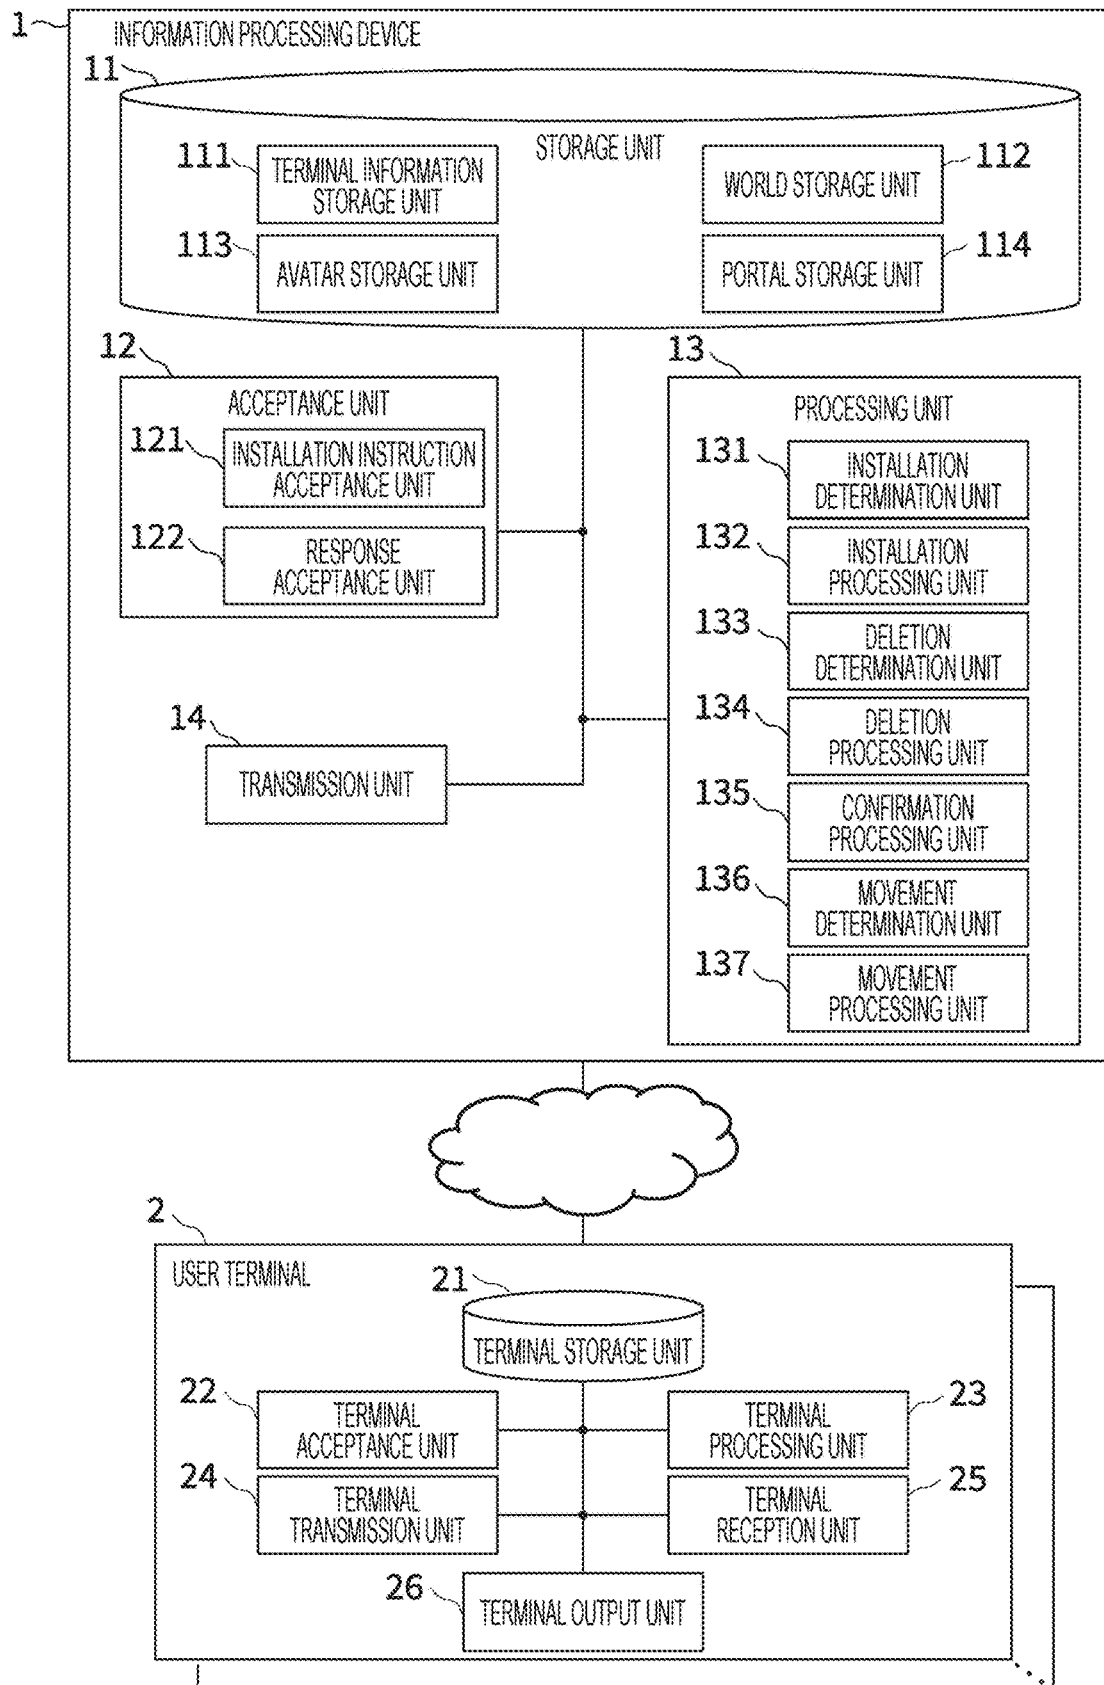 1
INFORMATION PROCESSING DEVICE
11
STORAGE UNIT
111
TERMINAL INFORMATION
STORAGE UNIT
112
WORLD STORAGE UNIT
113
AVATAR STORAGE UNIT
114
PORTAL STORAGE UNIT
12
ACCEPTANCE UNIT
121
INSTALLATION INSTRUCTION
ACCEPTANCE UNIT
122
RESPONSE
ACCEPTANCE UNIT
13
PROCESSING UNIT
131
INSTALLATION
DETERMINATION UNIT
132
INSTALLATION
PROCESSING UNIT
133
DELETION
DETERMINATION UNIT
134
DELETION
PROCESSING UNIT
135
CONFIRMATION
PROCESSING UNIT
136
MOVEMENT
DETERMINATION UNIT
137
MOVEMENT
PROCESSING UNIT
14
TRANSMISSION UNIT
2
USER TERMINAL
21
TERMINAL STORAGE UNIT
22
TERMINAL
ACCEPTANCE UNIT
23
TERMINAL
PROCESSING UNIT
24
TERMINAL
TRANSMISSION UNIT
25
TERMINAL
RECEPTION UNIT
26
TERMINAL OUTPUT UNIT